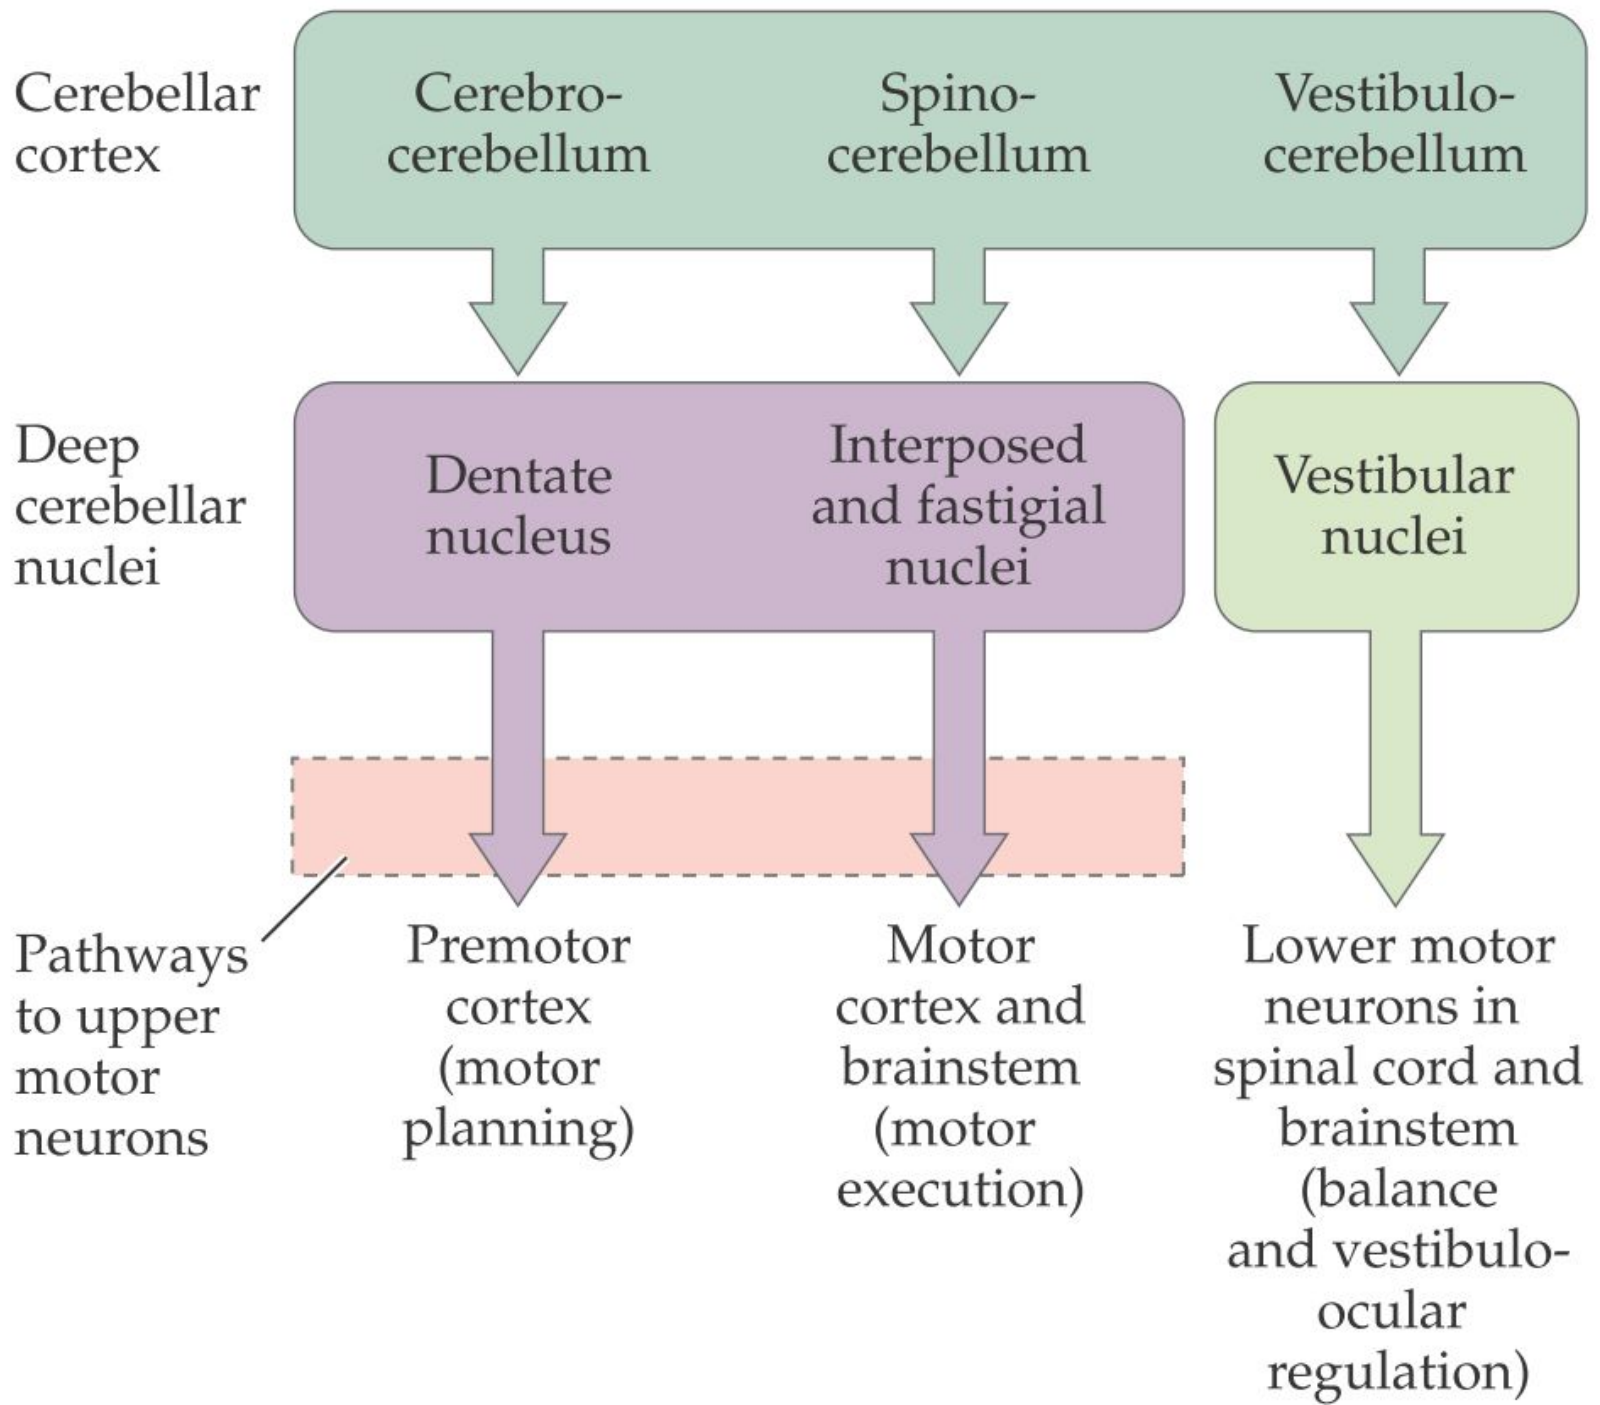 Cerebellar
cortex
Cerebro-
cerebellum
Spino-
cerebellum
Vestibulo-
cerebellum
Deep
cerebellar
nuclei
Dentate
nucleus
Interposed
and fastigial
nuclei
Vestibular
nuclei
Pathways
to upper
motor
neurons
Premotor
cortex
(motor
planning)
Motor
cortex and
brainstem
(motor
execution)
Lower motor
neurons in
spinal cord and
brainstem
(balance
and vestibulo-
ocular
regulation)